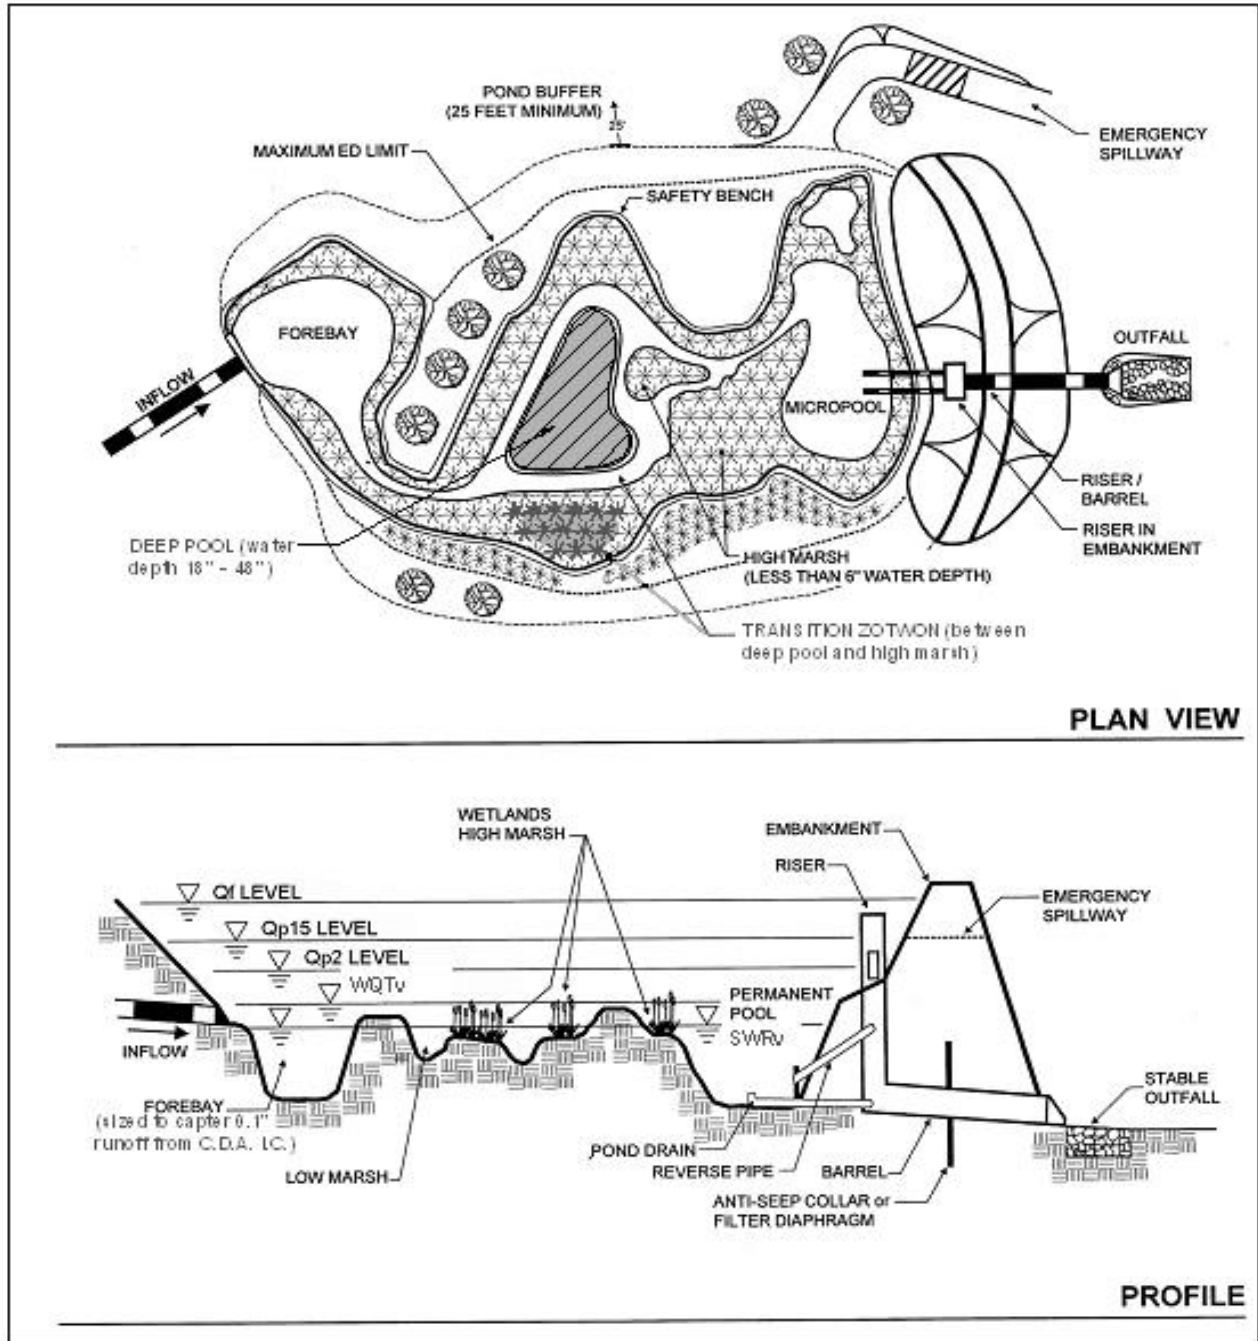 POND BUFFER
(25 FEET MINIMUM)
25'
MAXIMUM ED LIMIT
EMERGENCY
SPILLWAY
SAFETY BENCH
FOREBAY
INFLOW
OUTFALL
MICROPOOL
RISER /
BARREL
RISER IN
EMBANKMENT
DEEP POOL (water
depth 18" - 48")
HIGH MARSH
(LESS THAN 6" WATER DEPTH)
TRANSITION ZOTWON (between
deep pool and high marsh)
PLAN VIEW
WETLANDS
HIGH MARSH
EMBANKMENT
RISER
Qf LEVEL
EMERGENCY
SPILLWAY
Qp15 LEVEL
Qp2 LEVEL
WQTv
PERMANENT
POOL
SWRv
INFLOW
FOREBAY
(sized to capter 0.1"
runoff from C.D.A. I.C.)
STABLE
OUTFALL
LOW MARSH
POND DRAIN
REVERSE PIPE
BARREL
ANTI-SEEP COLLAR or
FILTER DIAPHRAGM
PROFILE